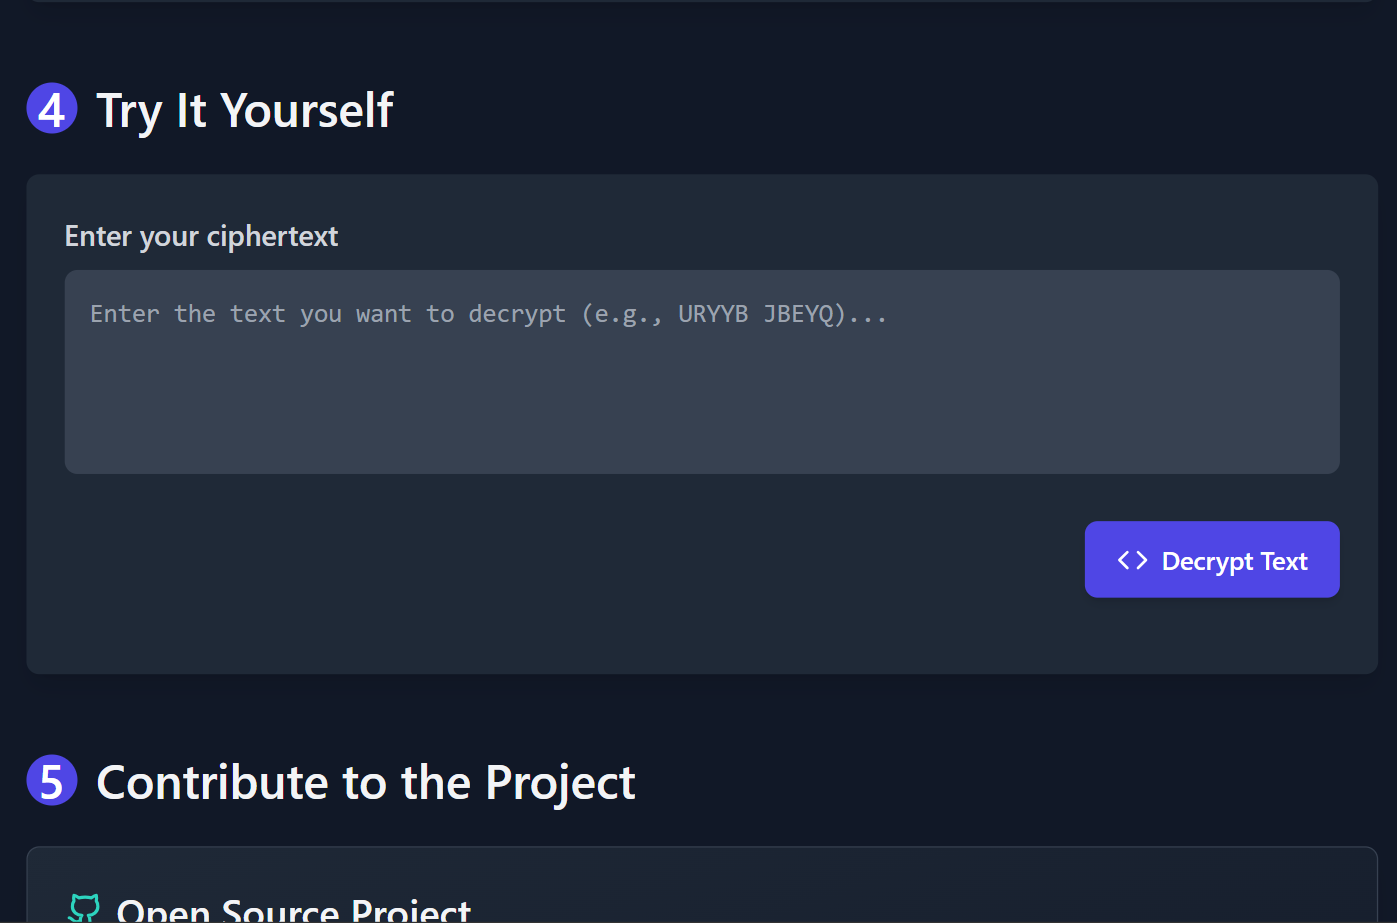 4 Try It Yourself
Enter your ciphertext
Enter the text you want to decrypt (e.g., URYYB JBEYQ)...
<> Decrypt Text
5 Contribute to the Project
Open Source Project